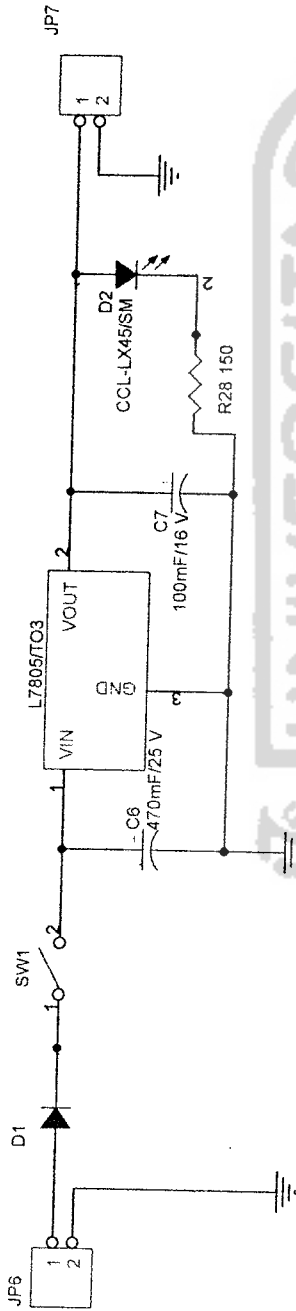 JP6
1
2
D1
SW1
1
2
C6
470mF/25 V
L7805/TO3
1
VIN
VOUT
2
GND
3
C7
100mF/16 V
D2
CCL-LX45/SM
2
R28 150
JP7
1
2